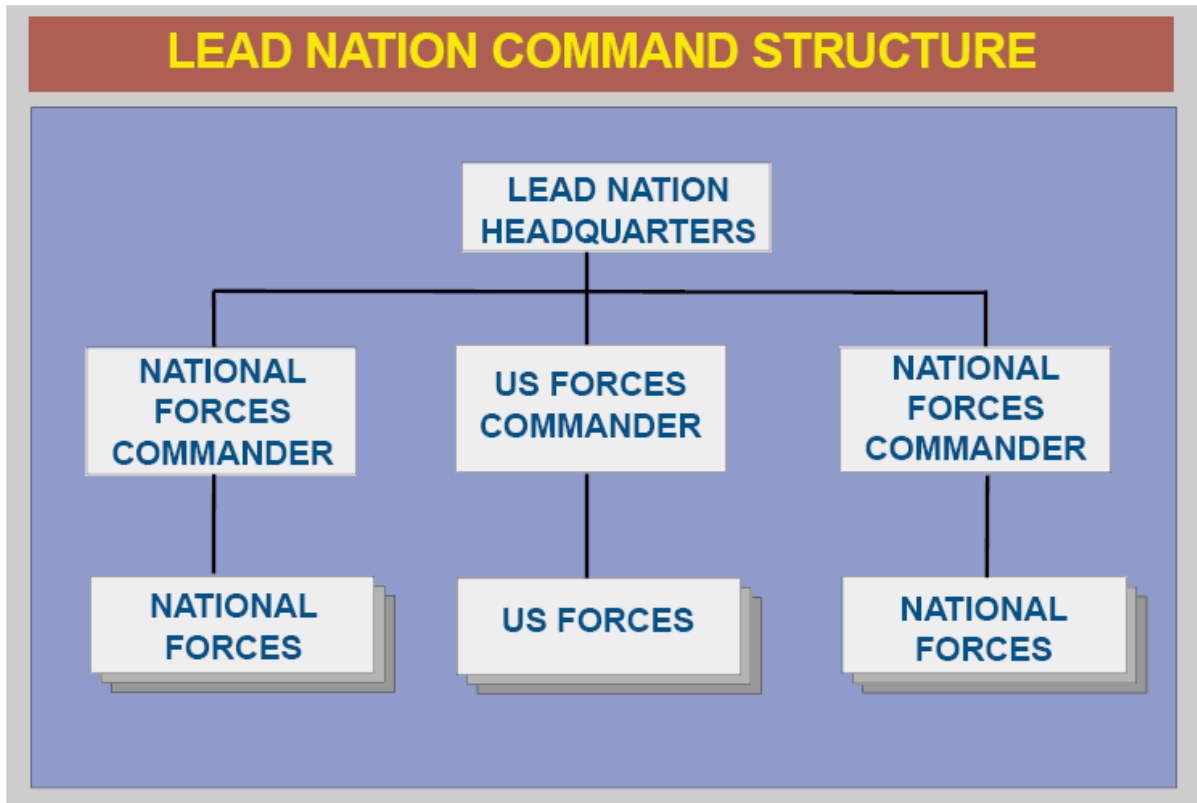 LEAD NATION COMMAND STRUCTURE
LEAD NATION
HEADQUARTERS
NATIONAL
FORCES
COMMANDER
US FORCES
COMMANDER
NATIONAL
FORCES
COMMANDER
NATIONAL
FORCES
US FORCES
NATIONAL
FORCES